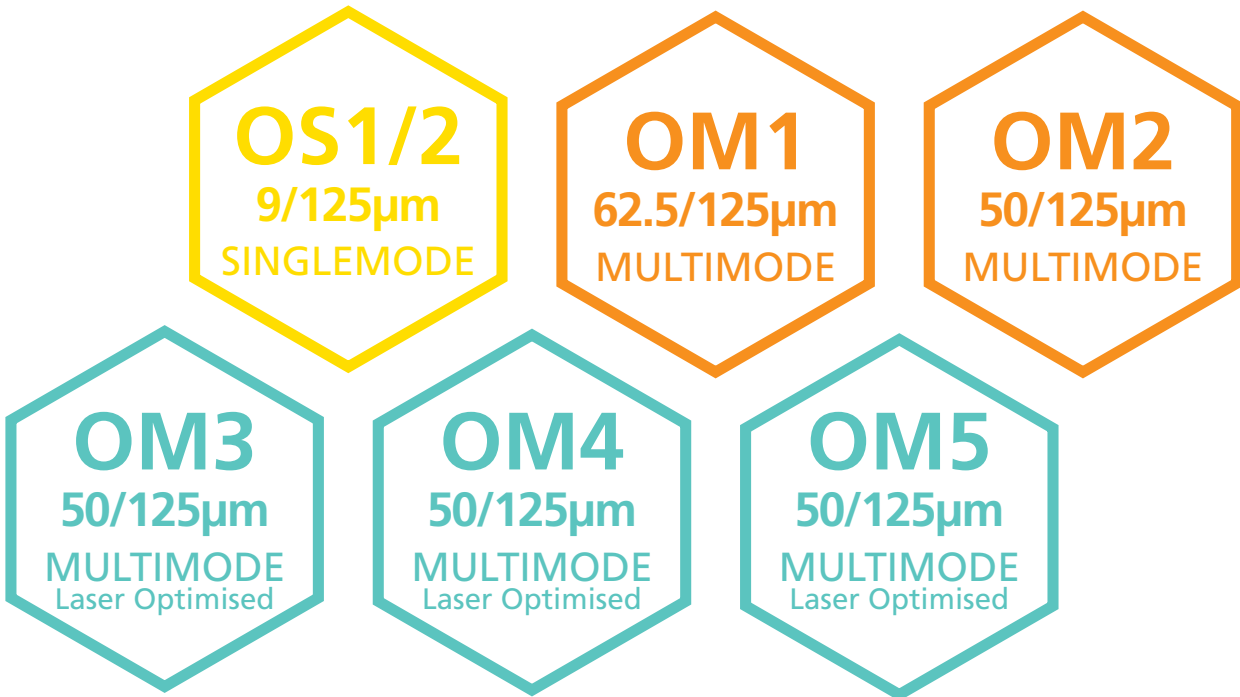 OS1/2
9/125µm
SINGLEMODE
OM1
62.5/125µm
MULTIMODE
OM2
50/125µm
MULTIMODE
OM3
50/125µm
MULTIMODE
Laser Optimised
OM4
50/125µm
MULTIMODE
Laser Optimised
OM5
50/125µm
MULTIMODE
Laser Optimised